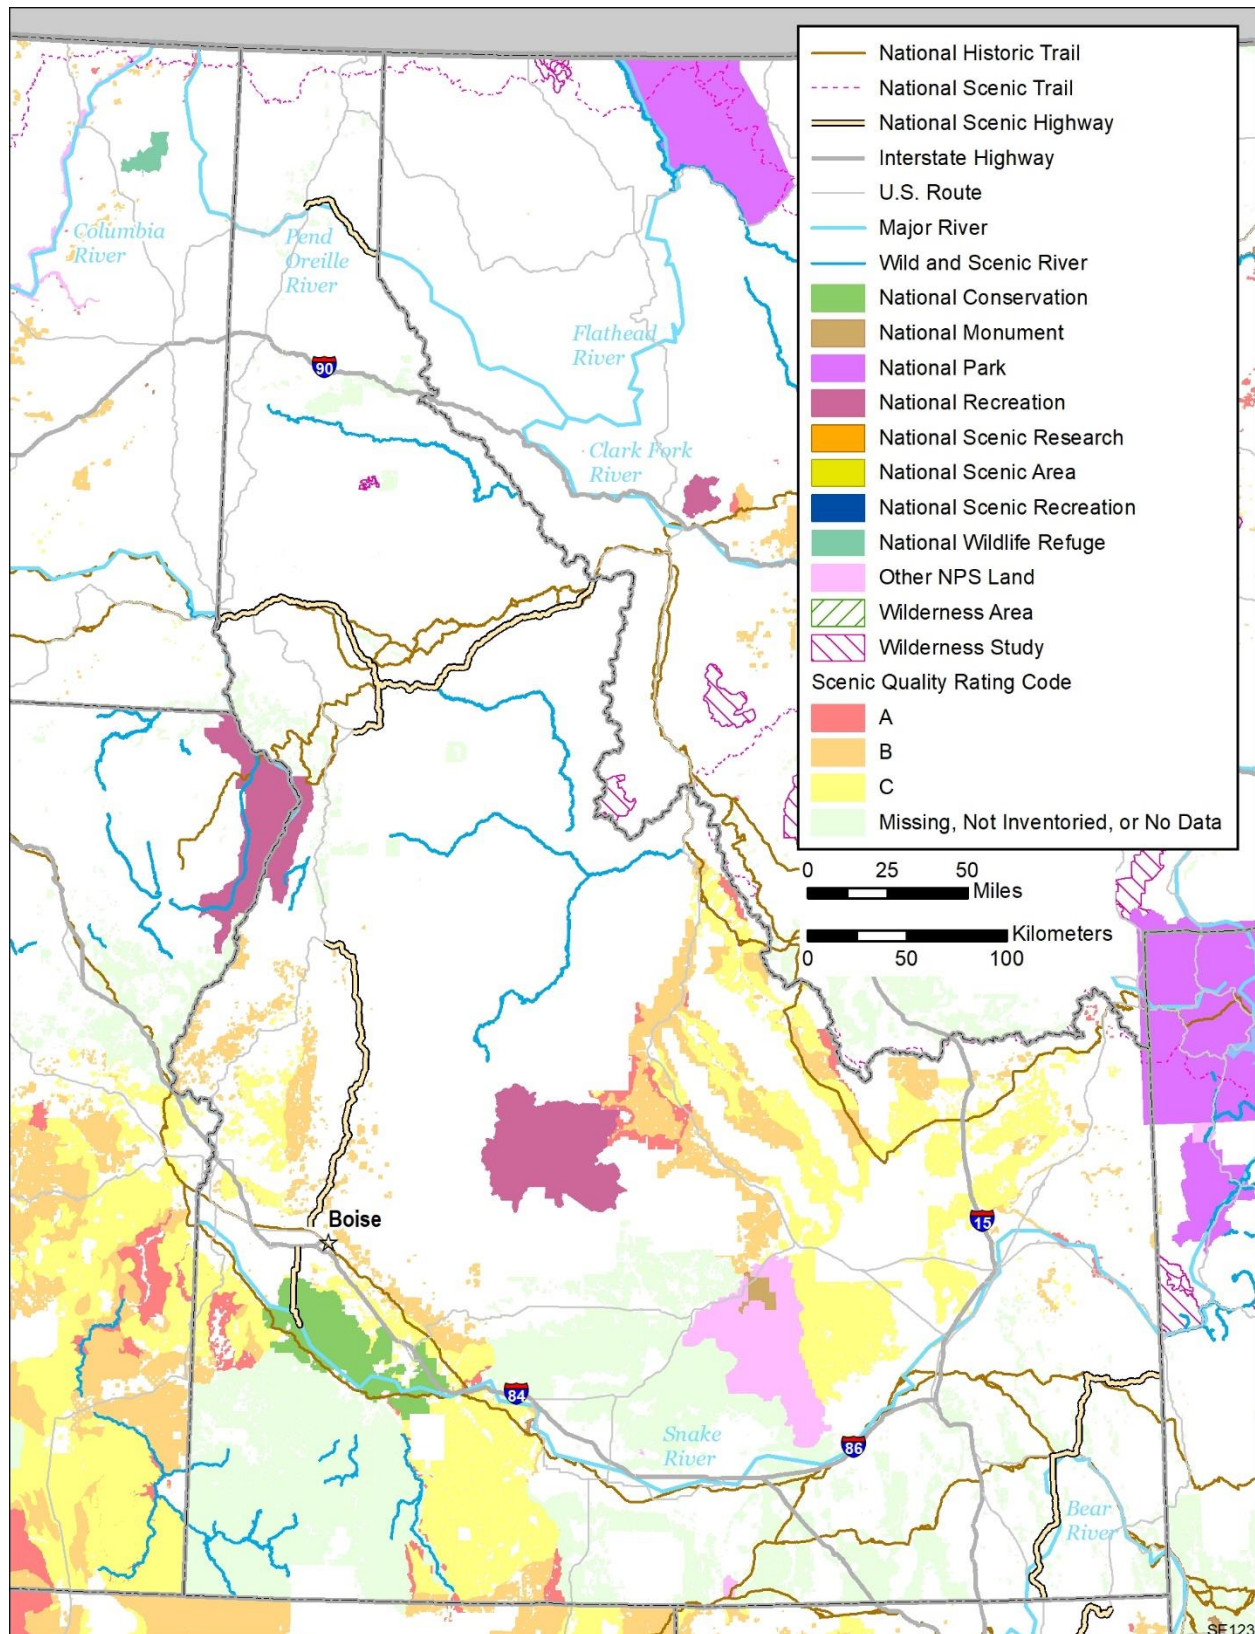 National Historic Trail
National Scenic Trail
National Scenic Highway
Interstate Highway
U.S. Route
Major River
Wild and Scenic River
National Conservation
National Monument
National Park
National Recreation
National Scenic Research
National Scenic Area
National Scenic Recreation
National Wildlife Refuge
Other NPS Land
Wilderness Area
Wilderness Study
Scenic Quality Rating Code
A
B
C
Missing, Not Inventoried, or No Data
0 25 50
Miles
Kilometers
0 50 100
Columbia
River
Pend
Oreille
River
Flathead
River
90
Clark Fork
River
Boise
15
84
Snake
River
86
Bear
River
SE123